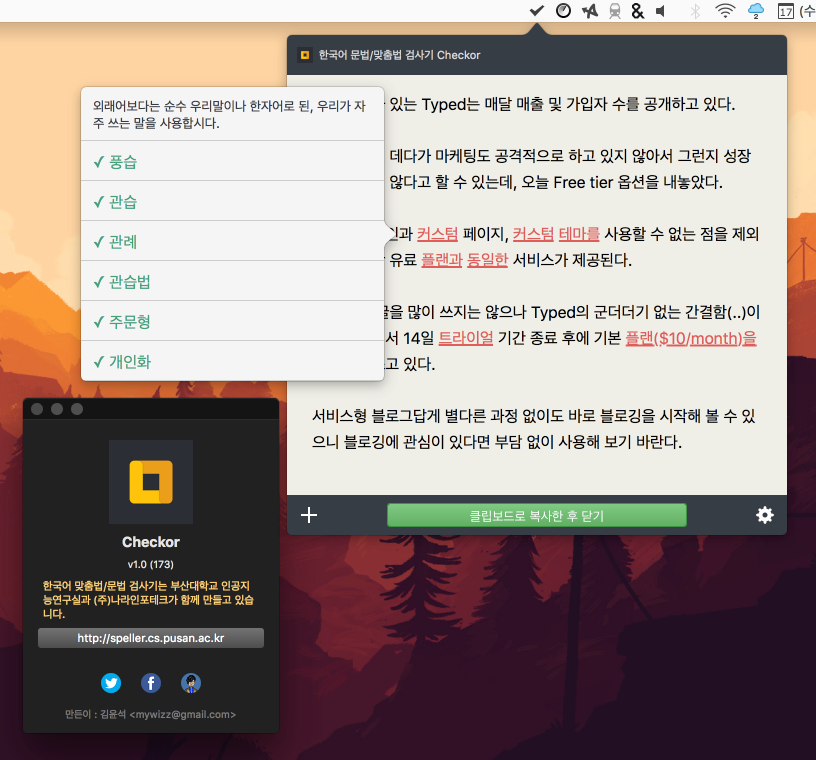 2
17
(수
한국어 문법/맞춤법 검사기 Checkor
있는 Typed는 매달 매출 및 가입자 수를 공개하고 있다.
데다가 마케팅도 공격적으로 하고 있지 않아서 그런지 성장
않다고 할 수 있는데, 오늘 Free tier 옵션을 내놓았다.
커스텀 페이지, 커스텀 테마를 사용할 수 없는 점을 제외
유료 플랜과 동일한 서비스가 제공된다.
많이 쓰지는 않으나 Typed의 군더더기 없는 간결함(..)이
서 14일 트라이얼 기간 종료 후에 기본 플랜($10/month)을
고 있다.
서비스형 블로그답게 별다른 과정 없이도 바로 블로깅을 시작해 볼 수 있
으니 블로깅에 관심이 있다면 부담 없이 사용해 보기 바란다.
클립보드로 복사한 후 닫기
외래어보다는 순수 우리말이나 한자어로 된, 우리가 자
주 쓰는 말을 사용합시다.
✓ 풍습
✓ 관습
✓ 관례
✓ 관습법
✓ 주문형
✓ 개인화
Checkor
v1.0 (173)
한국어 맞춤법/문법 검사기는 부산대학교 인공지
능연구실과 (주)나라인포테크가 함께 만들고 있습
니다.
http://speller.cs.pusan.ac.kr
만든이 : 김윤석 <mywizz@gmail.com>